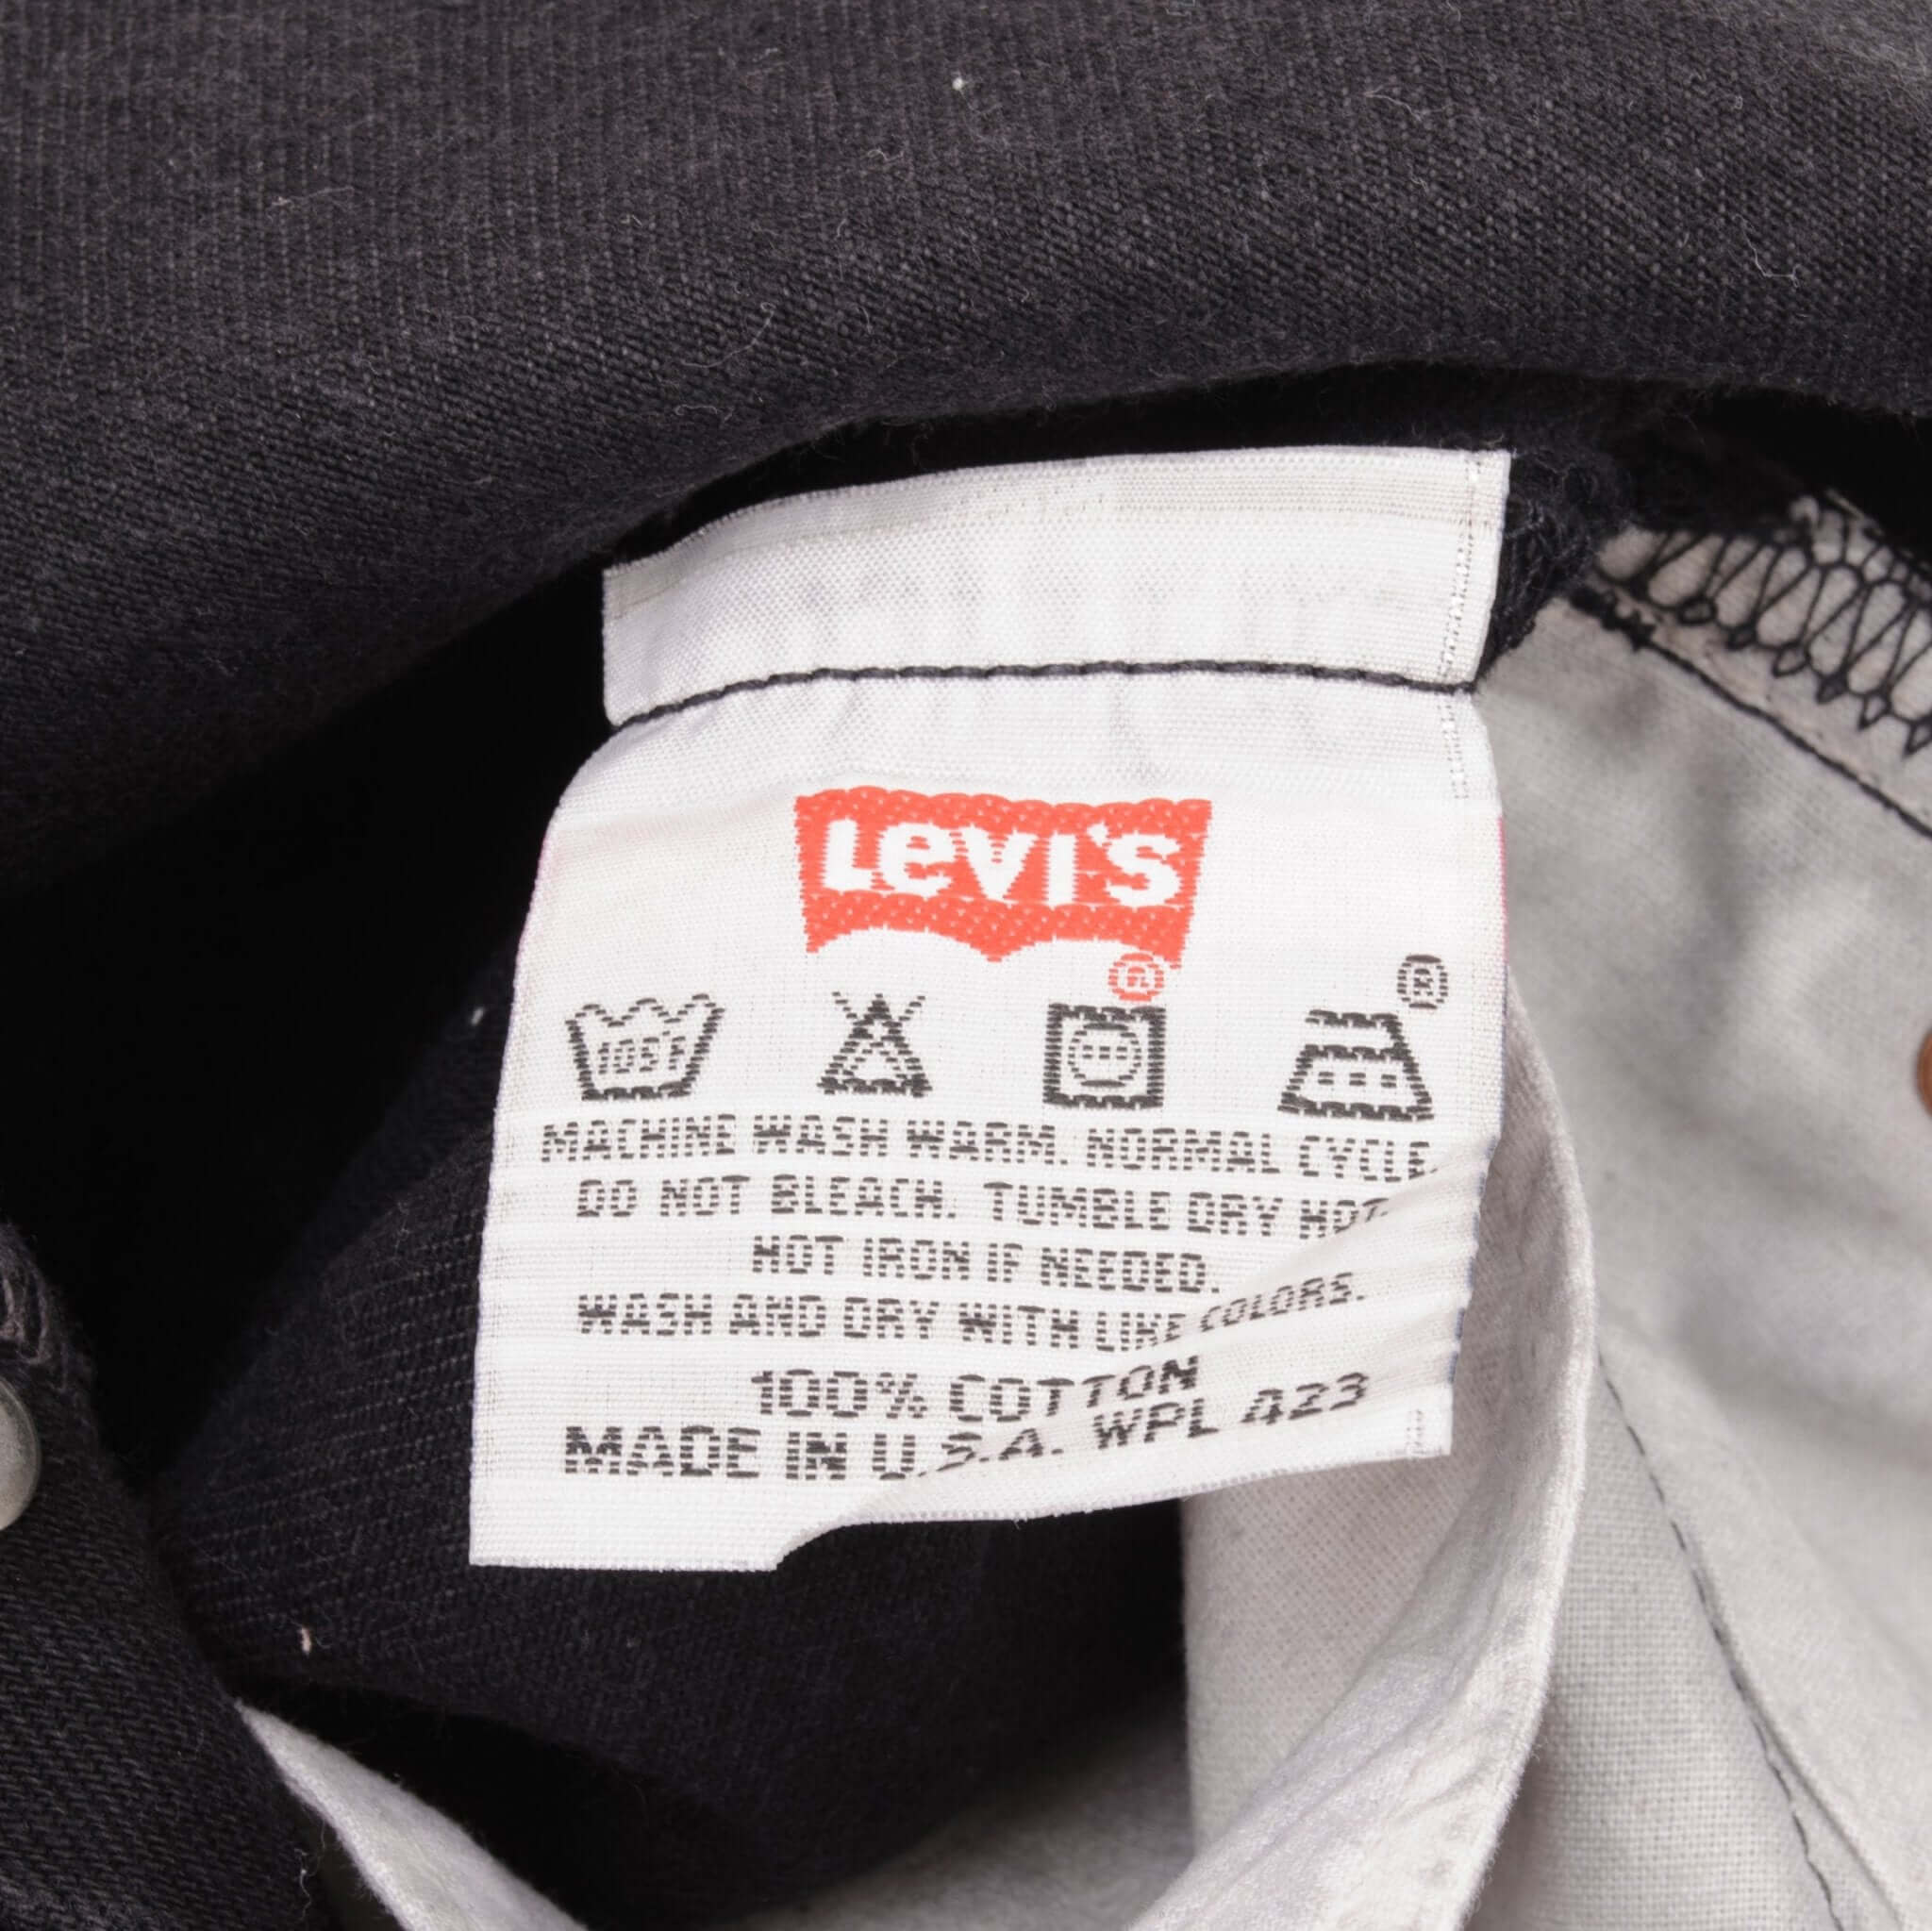 Levi's
®
®
105F
MACHINE WASH WARM. NORMAL CYCLE.
DO NOT BLEACH. TUMBLE DRY HOT.
HOT IRON IF NEEDED.
WASH AND DRY WITH LIKE COLORS.
100% COTTON
MADE IN U.S.A. WPL 423